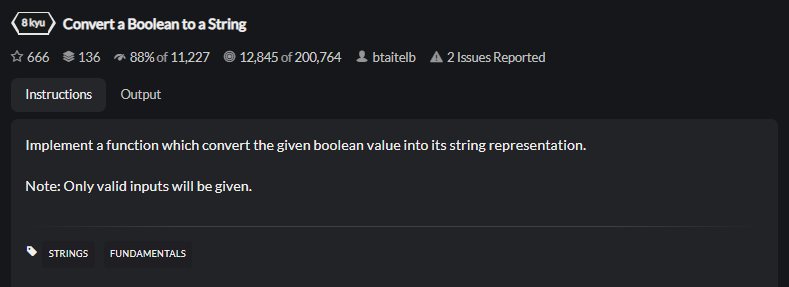 8 kyu Convert a Boolean to a String
666 136 88% of 11,227 12,845 of 200,764 btaitelb 2 Issues Reported
Instructions Output
Implement a function which convert the given boolean value into its string representation.
Note: Only valid inputs will be given.
STRINGS FUNDAMENTALS